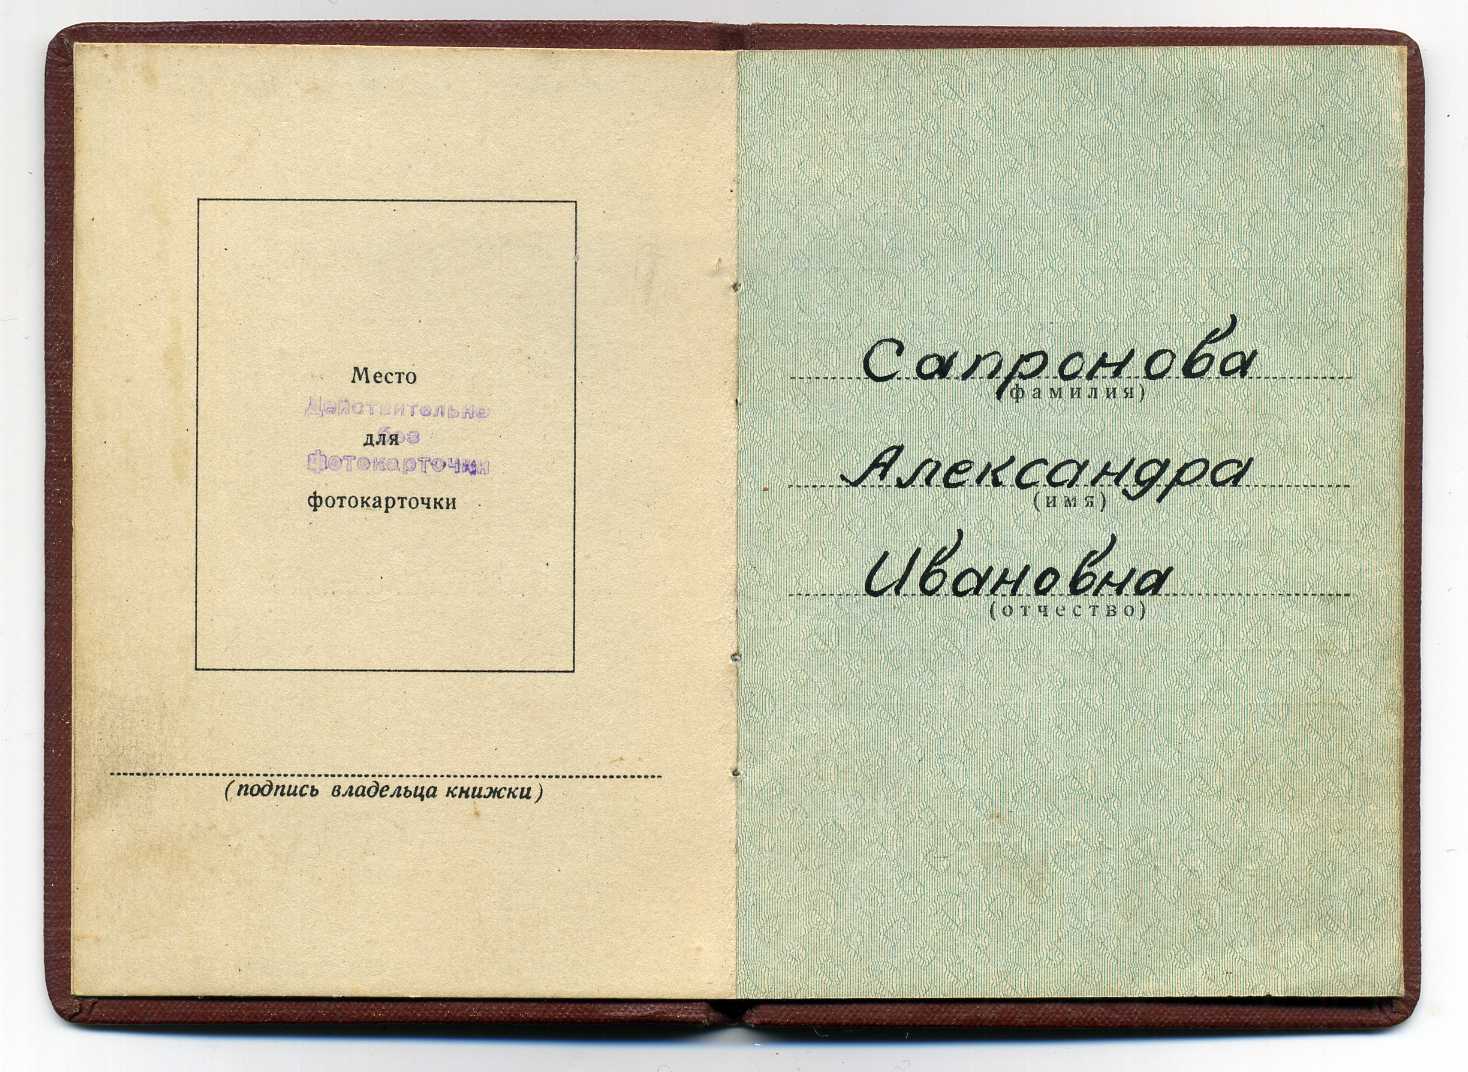 Место
Действительно
без
для
фотокарточки
фотокарточки
(подпись владельца книжки)
Сапронова
(фамилия)
Александра
(имя)
Ивановна
(отчество)